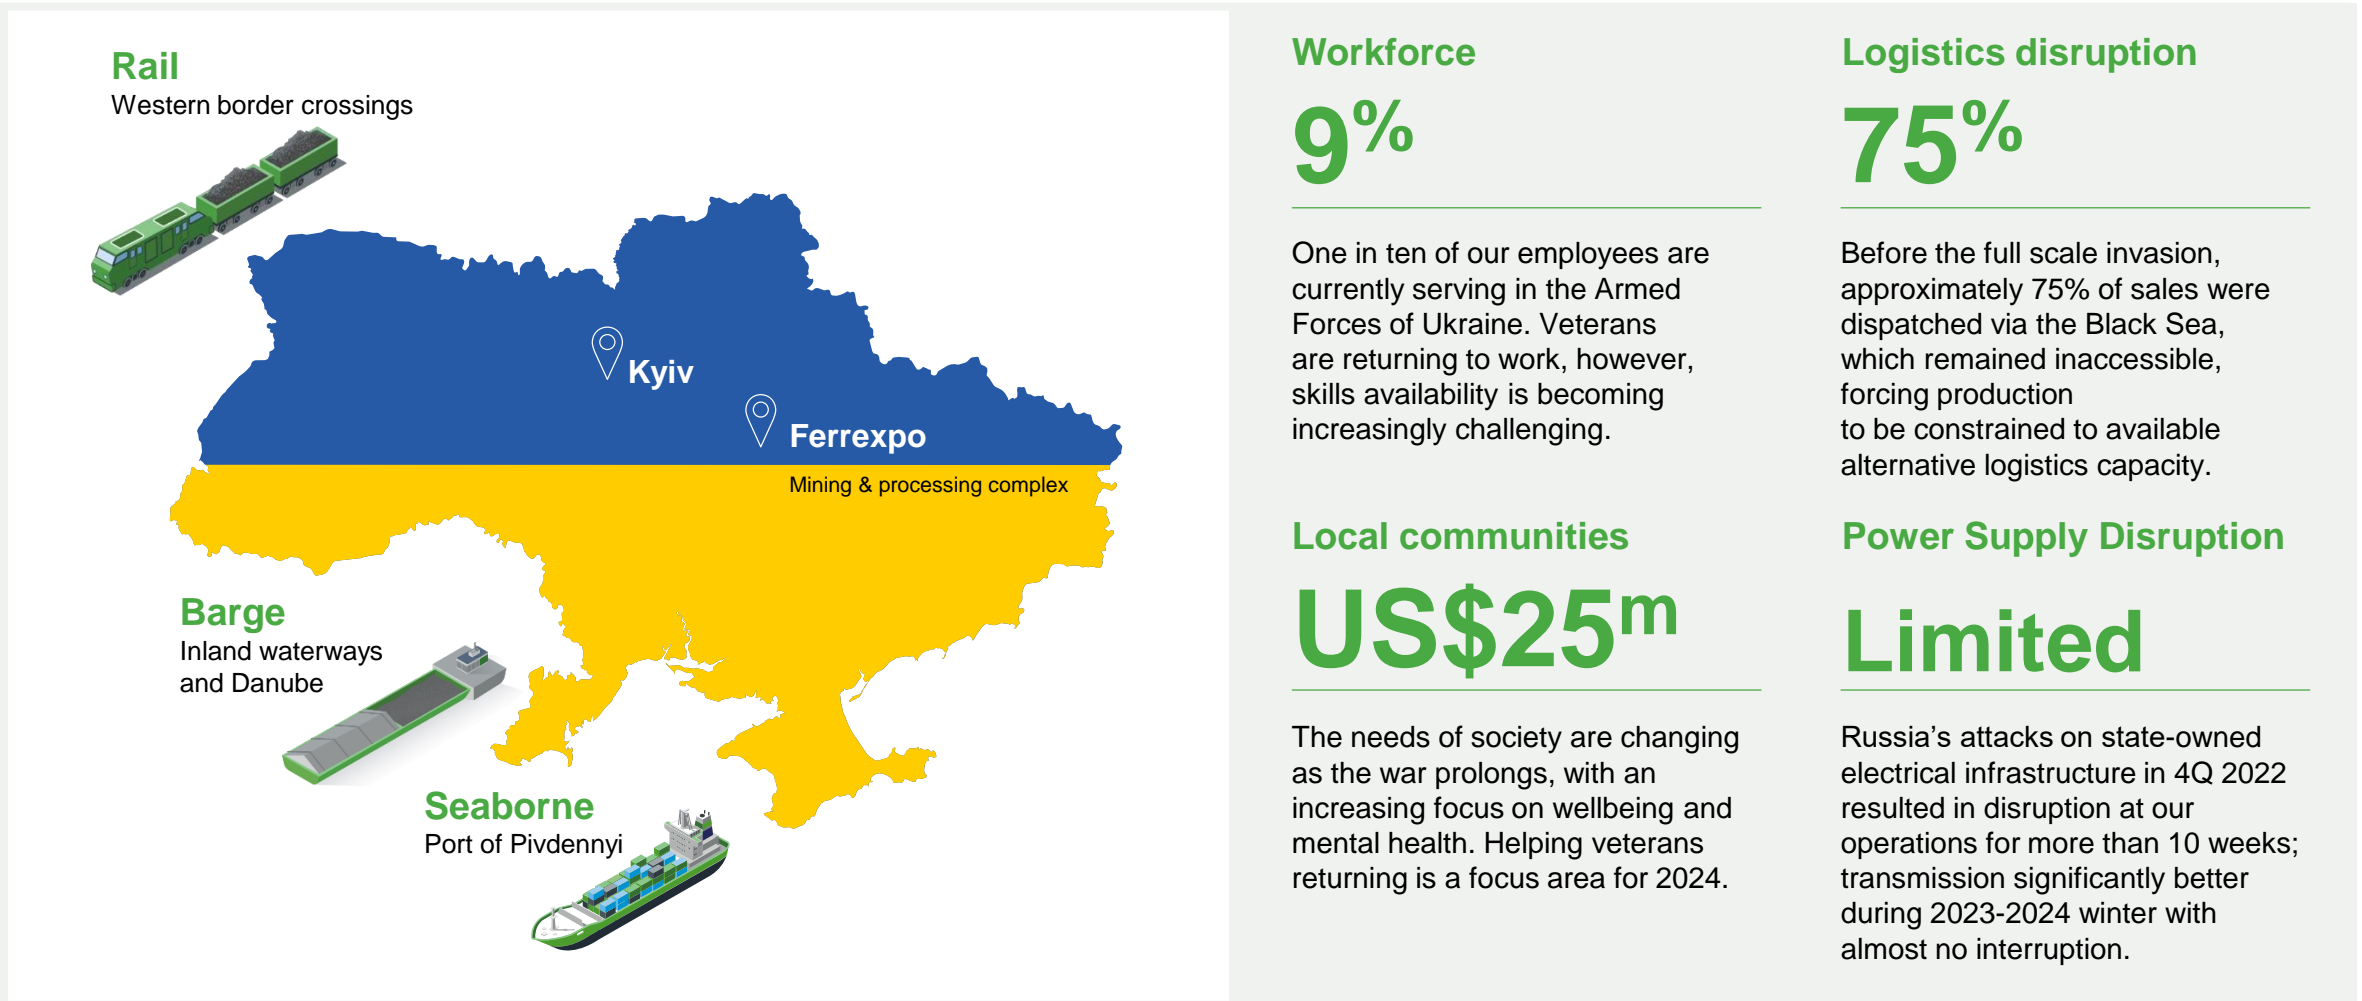 Rail
Western border crossings
Kyiv
Ferrexpo
Mining & processing complex
Barge
Inland waterways
and Danube
Seaborne
Port of Pivdennyi
Workforce
9%
One in ten of our employees are
currently serving in the Armed
Forces of Ukraine. Veterans
are returning to work, however,
skills availability is becoming
increasingly challenging.
Logistics disruption
75%
Before the full scale invasion,
approximately 75% of sales were
dispatched via the Black Sea,
which remained inaccessible,
forcing production
to be constrained to available
alternative logistics capacity.
Local communities
US$25m
The needs of society are changing
as the war prolongs, with an
increasing focus on wellbeing and
mental health. Helping veterans
returning is a focus area for 2024.
Power Supply Disruption
Limited
Russia’s attacks on state-owned
electrical infrastructure in 4Q 2022
resulted in disruption at our
operations for more than 10 weeks;
transmission significantly better
during 2023-2024 winter with
almost no interruption.